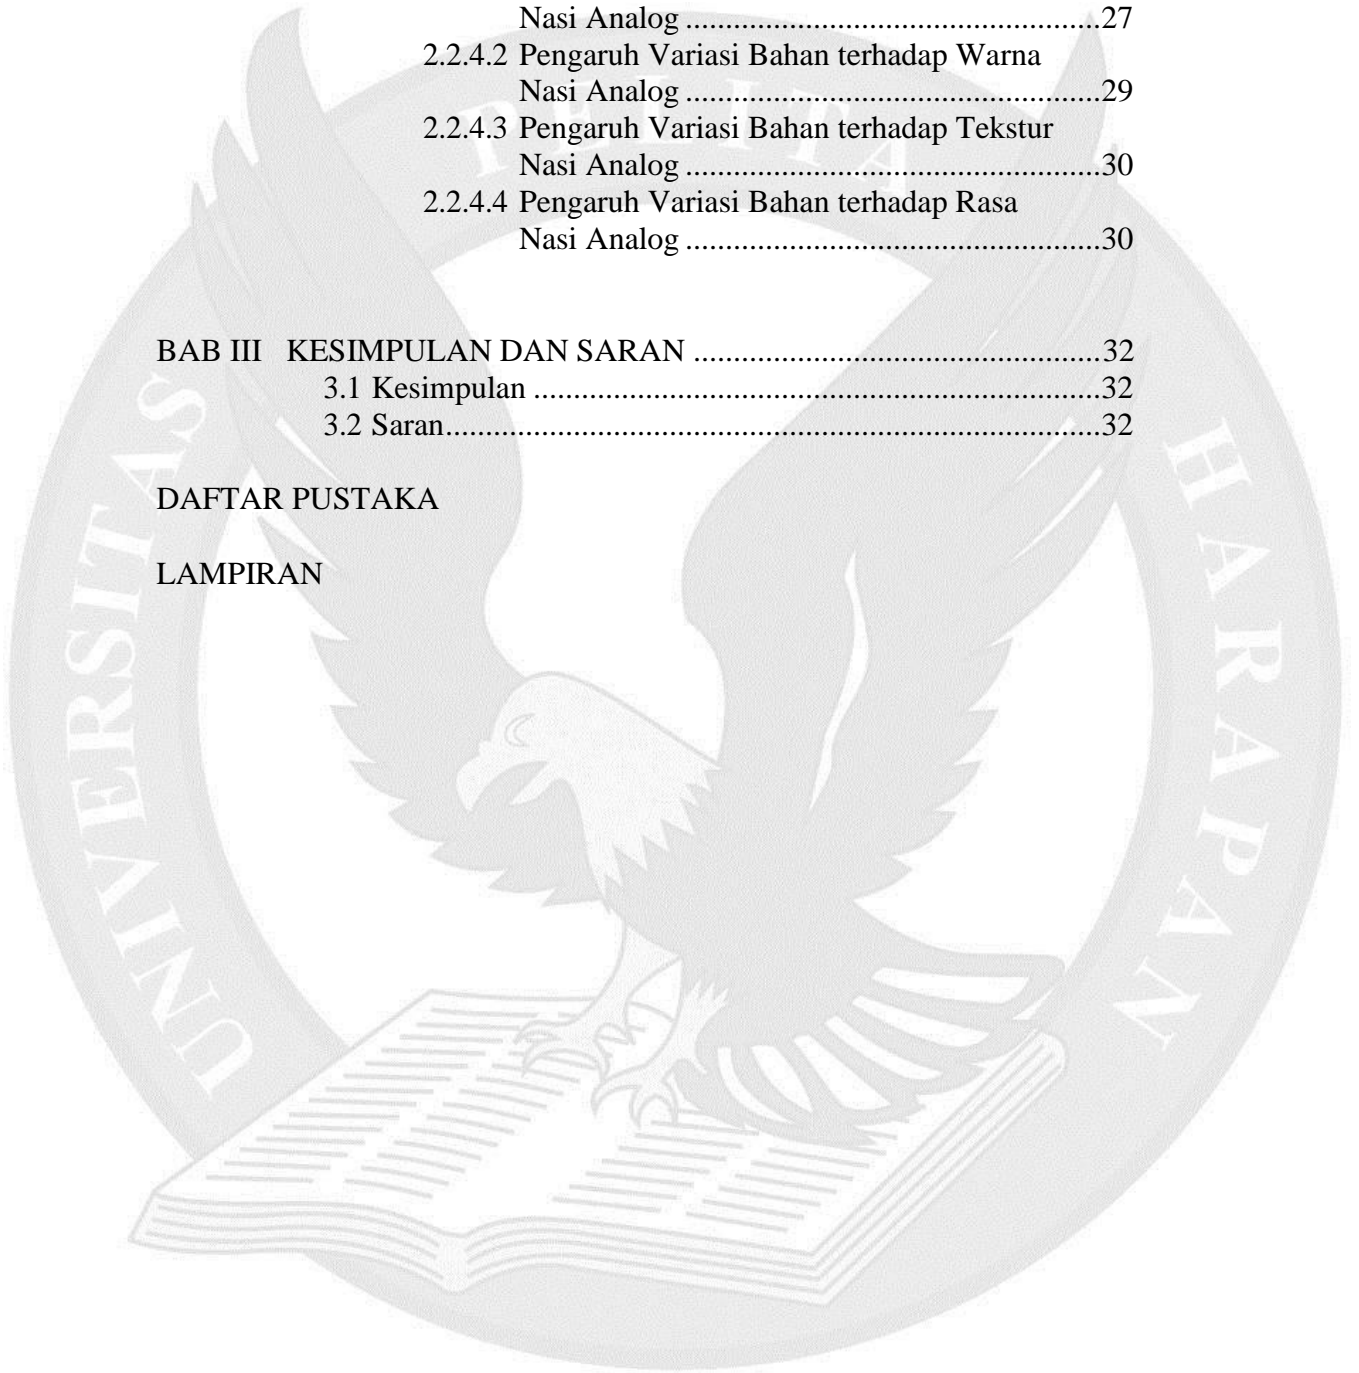 Nasi Analog ............................................27
2.2.4.2 Pengaruh Variasi Bahan terhadap Warna
Nasi Analog ............................................29
2.2.4.3 Pengaruh Variasi Bahan terhadap Tekstur
Nasi Analog ............................................30
2.2.4.4 Pengaruh Variasi Bahan terhadap Rasa
Nasi Analog ............................................30
BAB III KESIMPULAN DAN SARAN ...........................................32
3.1 Kesimpulan ............................................................32
3.2 Saran.....................................................................32
DAFTAR PUSTAKA
LAMPIRAN
UNIVERSITAS PELITA HARAPAN